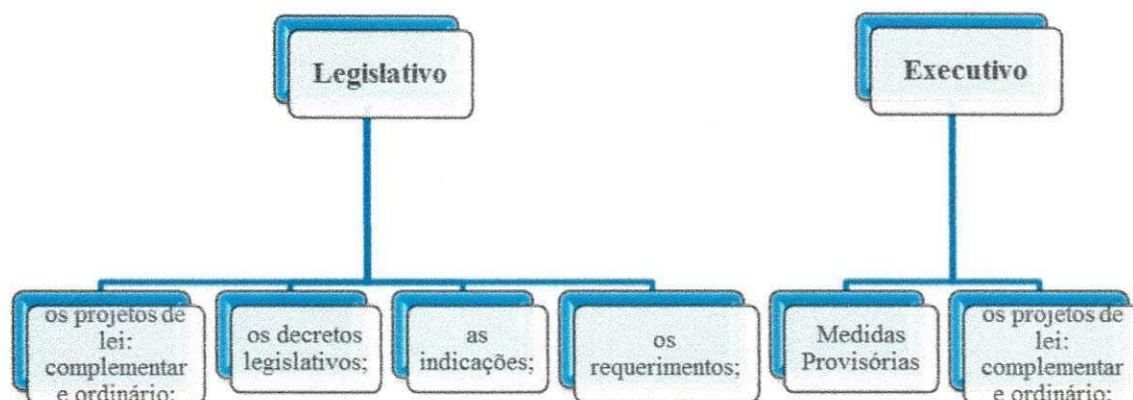 Legislativo
Executivo
os projetos de
lei:
complementar
e ordinário;
os decretos
legislativos;
as
indicações;
os
requerimentos;
Medidas
Provisórias
os projetos de
lei:
complementar
e ordinário;